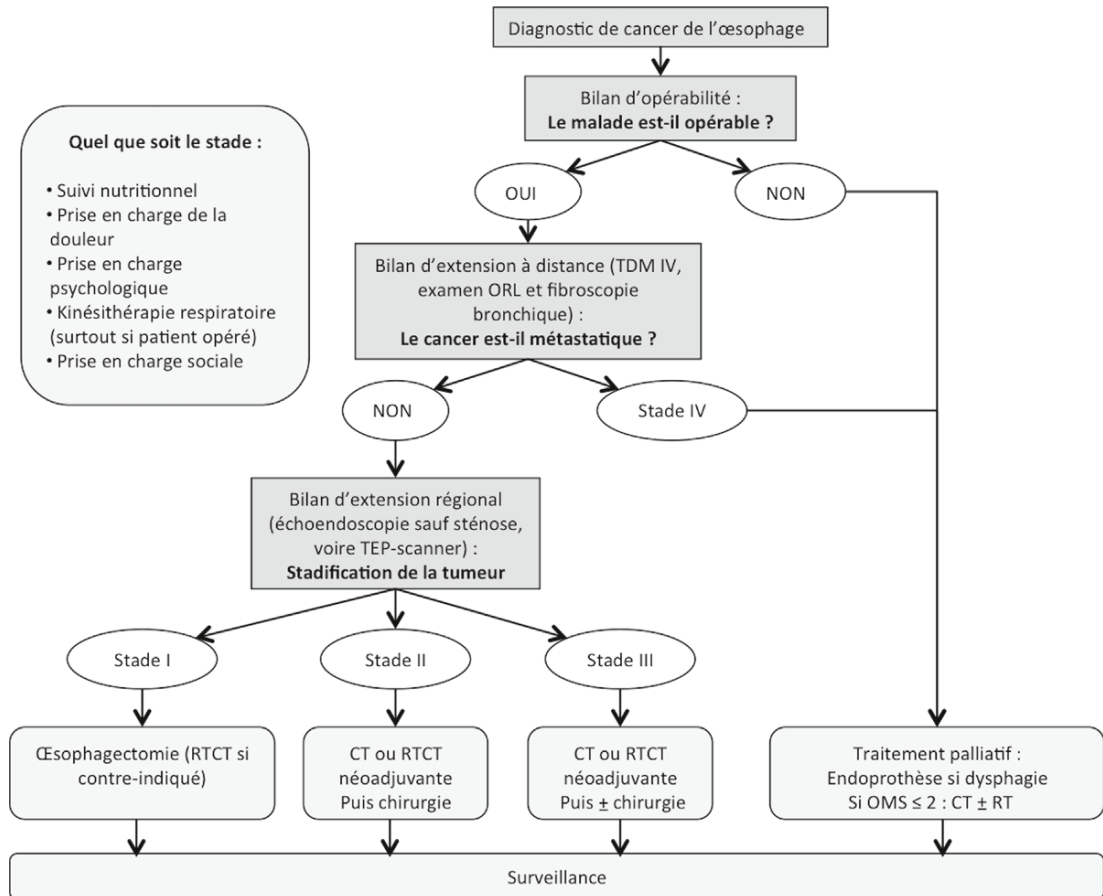 Diagnostic de cancer de l’œsophage
Bilan d’opérabilité :
Le malade est-il opérable ?
Quel que soit le stade :
• Suivi nutritionnel
• Prise en charge de la
douleur
• Prise en charge
psychologique
• Kinésithérapie respiratoire
(surtout si patient opéré)
• Prise en charge sociale
OUI
NON
Bilan d’extension à distance (TDM IV,
examen ORL et fibroscopie
bronchique) :
Le cancer est-il métastatique ?
NON
Stade IV
Bilan d’extension régional
(échoendoscopie sauf sténose,
voire TEP-scanner) :
Stadification de la tumeur
Stade I
Stade II
Stade III
Œsophagectomie (RTCT si
contre-indiqué)
CT ou RTCT
néoadjuvante
Puis chirurgie
CT ou RTCT
néoadjuvante
Puis ± chirurgie
Traitement palliatif :
Endoprothèse si dysphagie
Si OMS ≤ 2 : CT ± RT
Surveillance